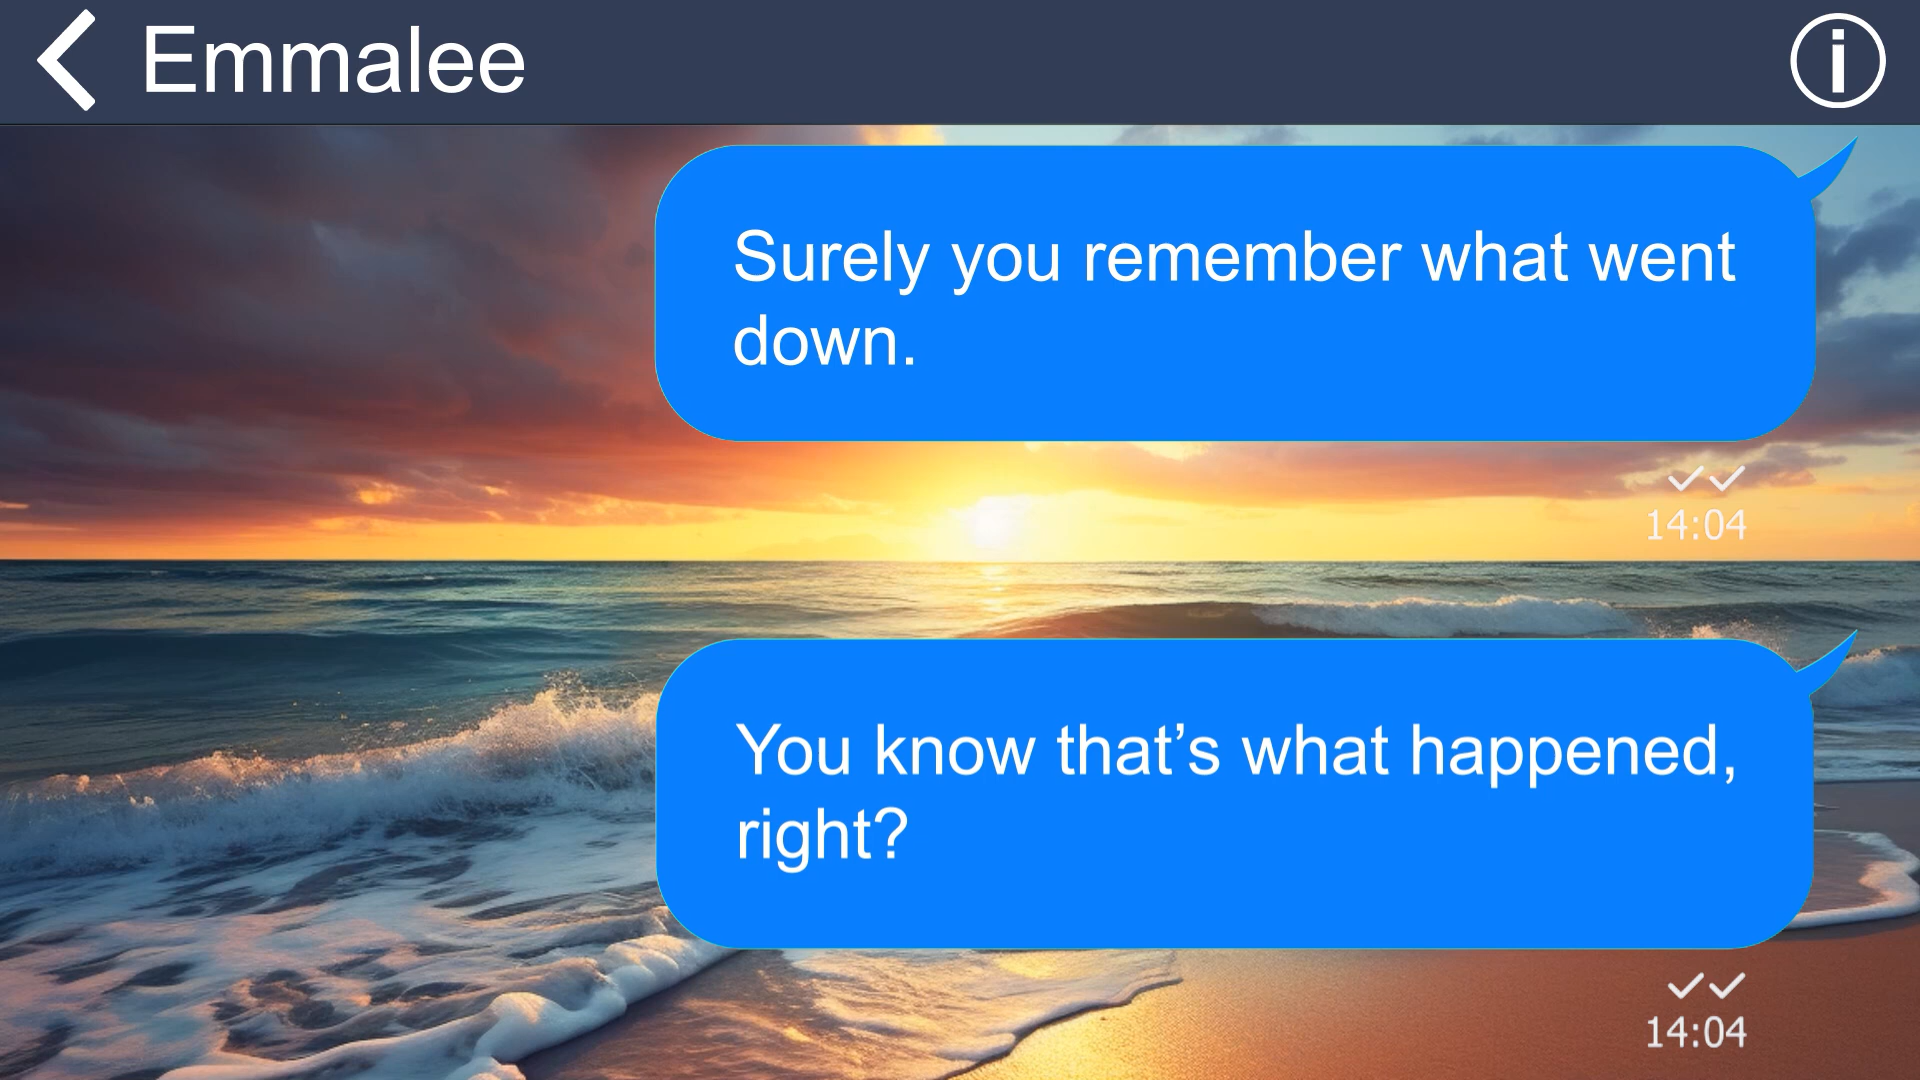 Emmalee
Surely you remember what went
down.
14:04
You know that’s what happened,
right?
14:04